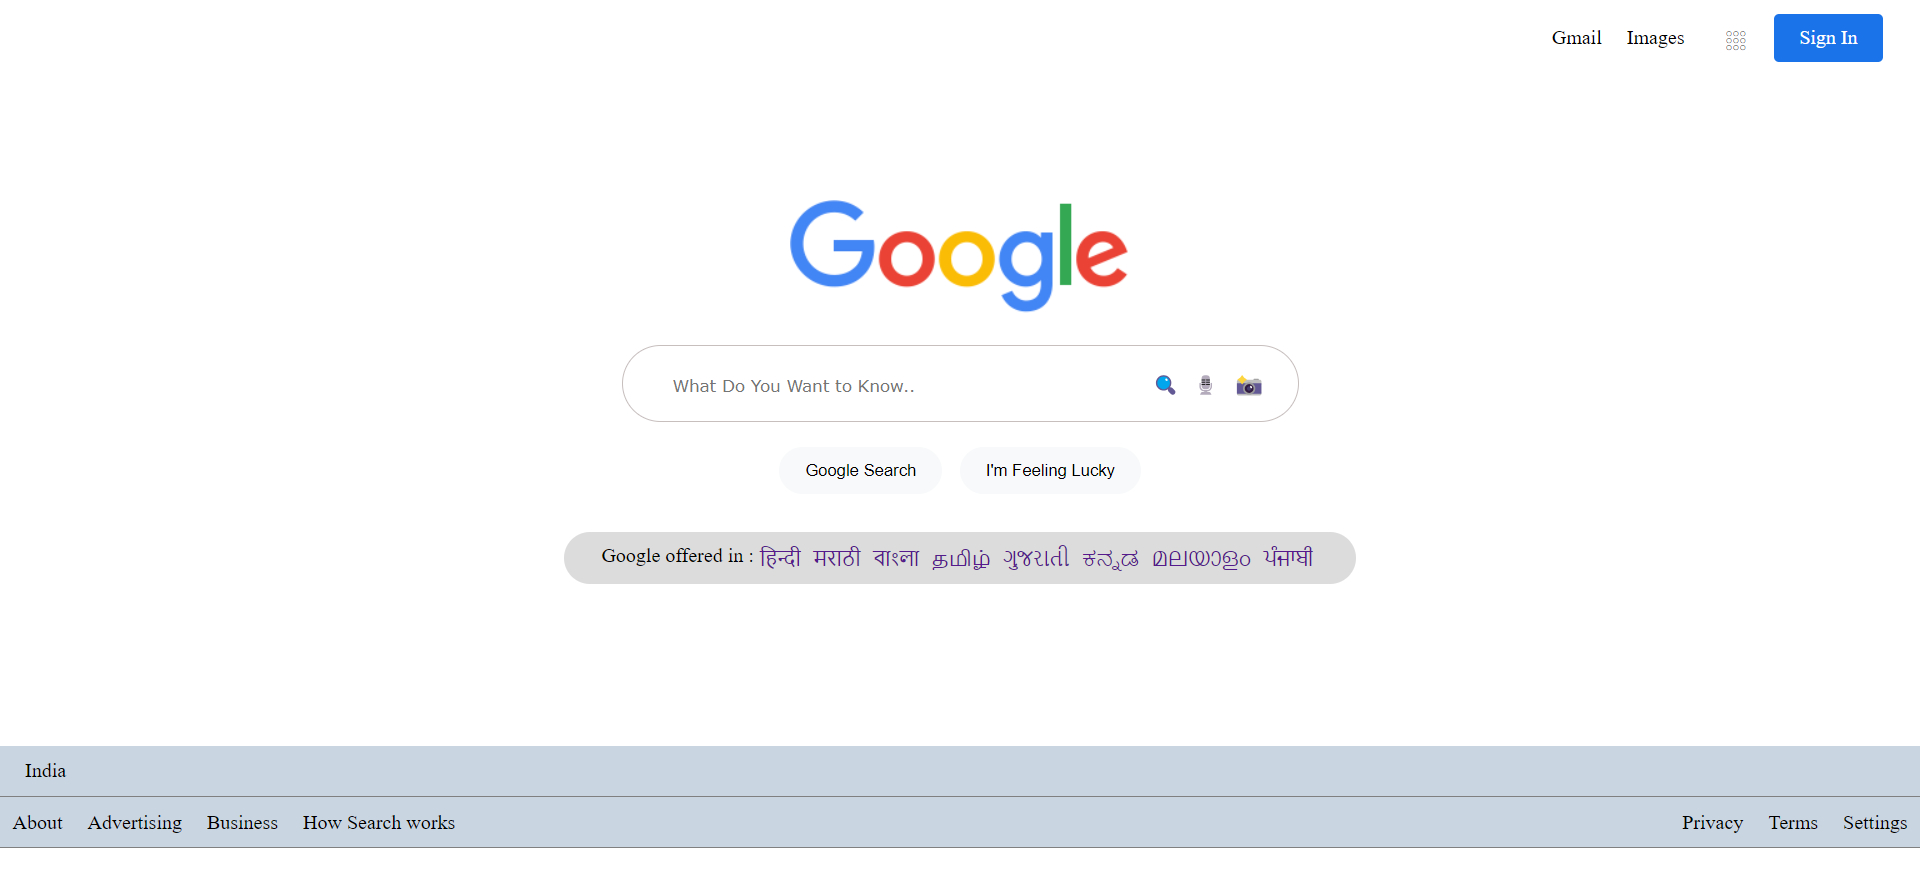 Gmail Images Sign In
Google
What Do You Want to Know..
Google Search I'm Feeling Lucky
Google offered in : हिन्दी मराठी বাংলা தமிழ் ગુજરાતી ಕನ್ನಡ മലയാളം ਪੰਜਾਬੀ
India
About Advertising Business How Search works Privacy Terms Settings